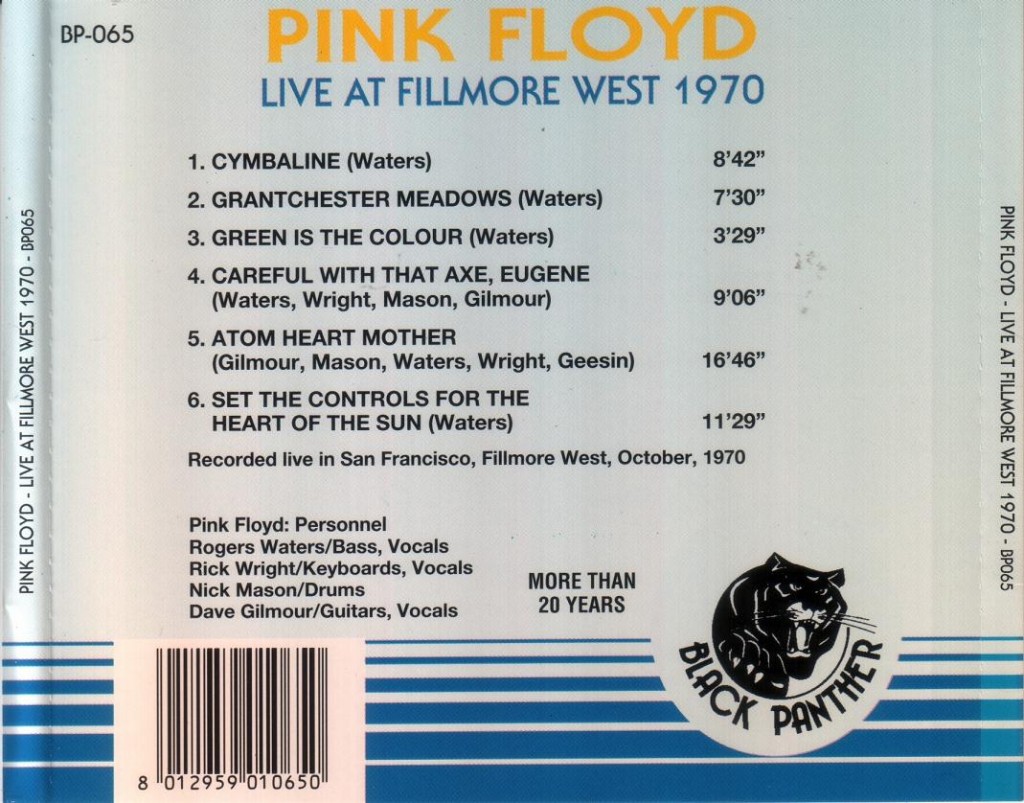 BP-065
PINK FLOYD
LIVE AT FILLMORE WEST 1970
1. CYMBALINE (Waters) 8'42"
2. GRANTCHESTER MEADOWS (Waters) 7'30"
3. GREEN IS THE COLOUR (Waters) 3'29"
4. CAREFUL WITH THAT AXE, EUGENE
(Waters, Wright, Mason, Gilmour) 9'06"
5. ATOM HEART MOTHER
(Gilmour, Mason, Waters, Wright, Geesin) 16'46"
6. SET THE CONTROLS FOR THE
HEART OF THE SUN (Waters) 11'29"
Recorded live in San Francisco, Fillmore West, October, 1970
Pink Floyd: Personnel
Rogers Waters/Bass, Vocals
Rick Wright/Keyboards, Vocals
Nick Mason/Drums
Dave Gilmour/Guitars, Vocals
MORE THAN
20 YEARS
BLACK PANTHER
8 012959 010650
PINK FLOYD - LIVE AT FILLMORE WEST 1970 - BP065
PINK FLOYD - LIVE AT FILLMORE WEST 1970 - BP065